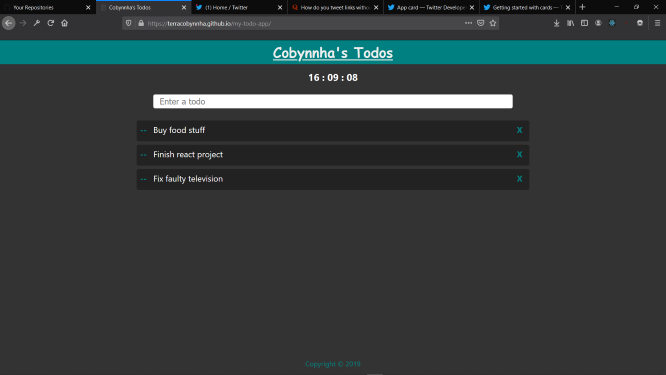 Your Repositories
Cobynnha's Todos
(1) Home / Twitter
How do you tweet links witho
App card — Twitter Develope
Getting started with cards — T
https://terracobynnha.github.io/my-todo-app/
Cobynnha's Todos
16 : 09 : 08
Enter a todo
-- Buy food stuff X
-- Finish react project X
-- Fix faulty television X
Copyright © 2019